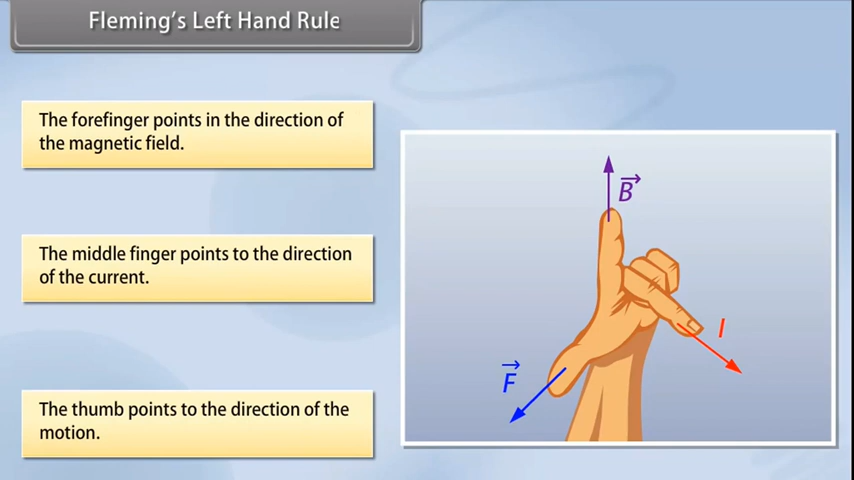 Fleming's Left Hand Rule
The forefinger points in the direction of
the magnetic field.
The middle finger points to the direction
of the current.
The thumb points to the direction of the
motion.
B
I
F